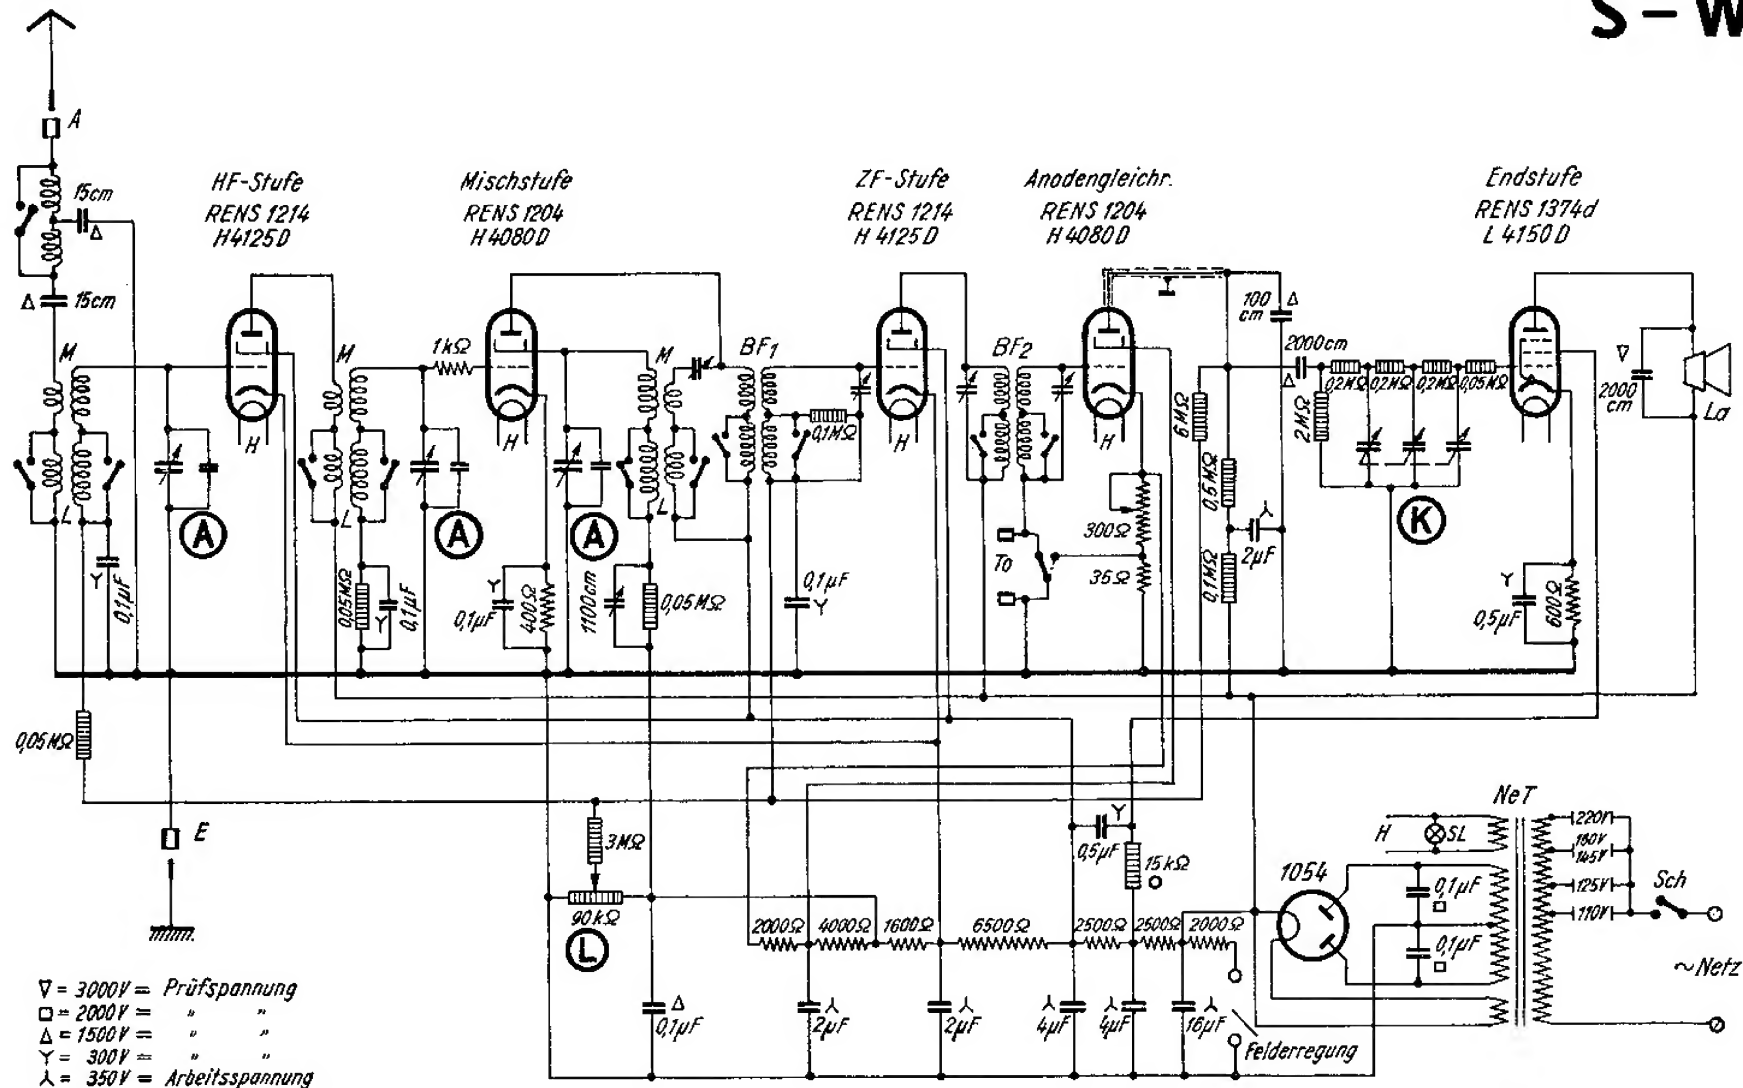 S – W
A
15cm
Δ
Δ 15cm
HF-Stufe
RENS 1214
H4125D
Mischstufe
RENS 1204
H4080D
ZF-Stufe
RENS 1214
H 4125D
Anodengleichr.
RENS 1204
H4080D
Endstufe
RENS 1374d
L 4150D
100 cm
Δ
2000cm
Δ
0,2MΩ
0,2MΩ
0,2MΩ
0,05MΩ
∇
2000 cm
La
M
M
1kΩ
M
BF1
BF2
H
H
H
H
0,1MΩ
6MΩ
2MΩ
0,5MΩ
L
L
L
A
A
A
K
300Ω
35Ω
To
2µF
0,1MΩ
0,1µF
Y
0,05MΩ
0,1µF
Y
0,1µF
Y
400Ω
1100cm
0,05MΩ
0,1µF
Y
0,5µF
Y
600Ω
0,05MΩ
E
3MΩ
90kΩ
L
0,5µF
Y
15kΩ
NeT
H
SL
220V
160V
145V
125V
110V
Sch
1054
0,1µF
0,1µF
~Netz
2000Ω
4000Ω
1600Ω
6500Ω
2500Ω
2500Ω
2000Ω
Δ
0,1µF
2µF
2µF
4µF
4µF
16µF
Felderregung
∇ = 3000V = Prüfspannung
□ = 2000V = " "
Δ = 1500V = " "
Y = 300V = " "
⅄ = 350V = Arbeitsspannung